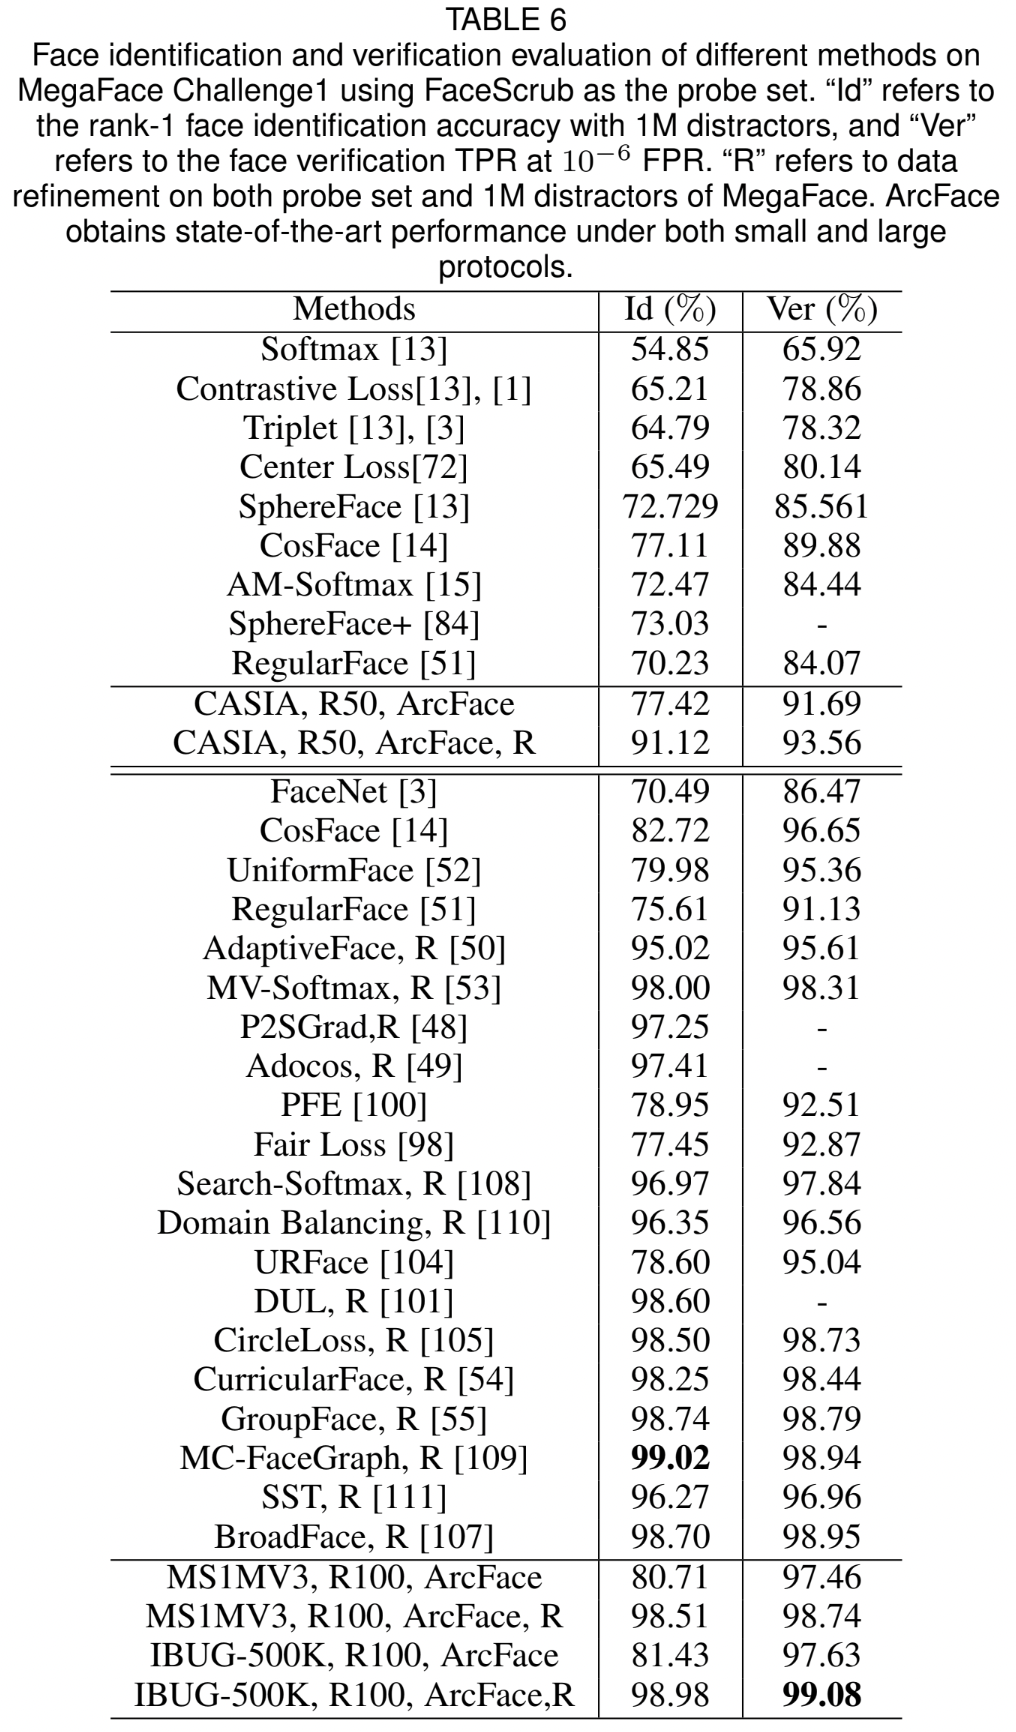 TABLE 6
Face identification and verification evaluation of different methods on
MegaFace Challenge1 using FaceScrub as the probe set. “Id” refers to
the rank-1 face identification accuracy with 1M distractors, and “Ver”
refers to the face verification TPR at 10⁻⁶ FPR. “R” refers to data
refinement on both probe set and 1M distractors of MegaFace. ArcFace
obtains state-of-the-art performance under both small and large
protocols.
Methods Id (%) Ver (%)
Softmax [13] 54.85 65.92
Contrastive Loss[13], [1] 65.21 78.86
Triplet [13], [3] 64.79 78.32
Center Loss[72] 65.49 80.14
SphereFace [13] 72.729 85.561
CosFace [14] 77.11 89.88
AM-Softmax [15] 72.47 84.44
SphereFace+ [84] 73.03 -
RegularFace [51] 70.23 84.07
CASIA, R50, ArcFace 77.42 91.69
CASIA, R50, ArcFace, R 91.12 93.56
FaceNet [3] 70.49 86.47
CosFace [14] 82.72 96.65
UniformFace [52] 79.98 95.36
RegularFace [51] 75.61 91.13
AdaptiveFace, R [50] 95.02 95.61
MV-Softmax, R [53] 98.00 98.31
P2SGrad,R [48] 97.25 -
Adocos, R [49] 97.41 -
PFE [100] 78.95 92.51
Fair Loss [98] 77.45 92.87
Search-Softmax, R [108] 96.97 97.84
Domain Balancing, R [110] 96.35 96.56
URFace [104] 78.60 95.04
DUL, R [101] 98.60 -
CircleLoss, R [105] 98.50 98.73
CurricularFace, R [54] 98.25 98.44
GroupFace, R [55] 98.74 98.79
MC-FaceGraph, R [109] 99.02 98.94
SST, R [111] 96.27 96.96
BroadFace, R [107] 98.70 98.95
MS1MV3, R100, ArcFace 80.71 97.46
MS1MV3, R100, ArcFace, R 98.51 98.74
IBUG-500K, R100, ArcFace 81.43 97.63
IBUG-500K, R100, ArcFace,R 98.98 99.08